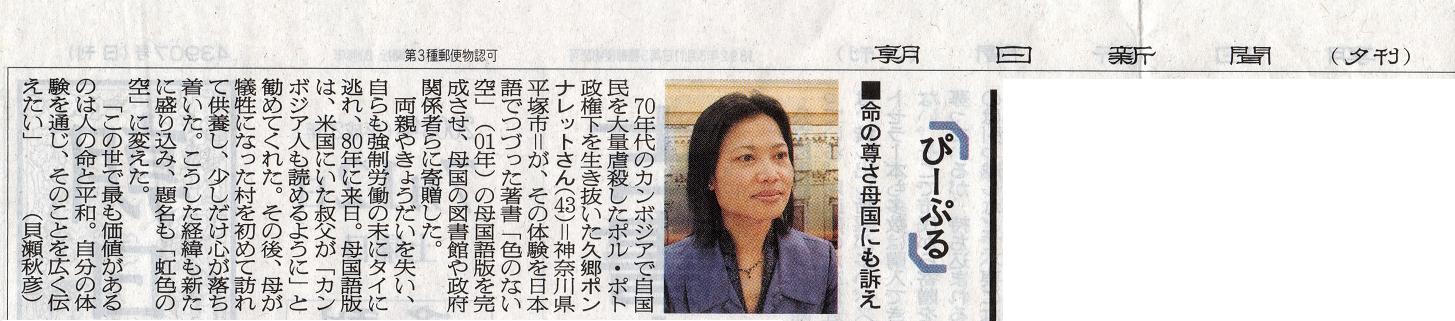 第3種郵便物認可
朝日新聞
(夕刊)
ぴーぷる
■命の尊さ母国にも訴え
70年代のカンボジアで自国
民を大量虐殺したポル・ポト
政権下を生き抜いた久郷ポン
ナレットさん(43)=神奈川県
平塚市=が、その体験を日本
語でつづった著書「色のない
空」(01年)の母国語版を完
成させ、母国の図書館や政府
関係者らに寄贈した。
両親やきょうだいを失い、
自らも強制労働の末にタイに
逃れ、80年に来日。母国語版
は、米国にいた叔父が「カン
ボジア人も読めるように」と
勧めてくれた。その後、母が
犠牲になった村を初めて訪れ
て供養し、少しだけ心が落ち
着いた。こうした経緯も新た
に盛り込み、題名も「虹色の
空」に変えた。
「この世で最も価値がある
のは人の命と平和。自分の体
験を通じ、そのことを広く伝
えたい」
(貝瀬秋彦)